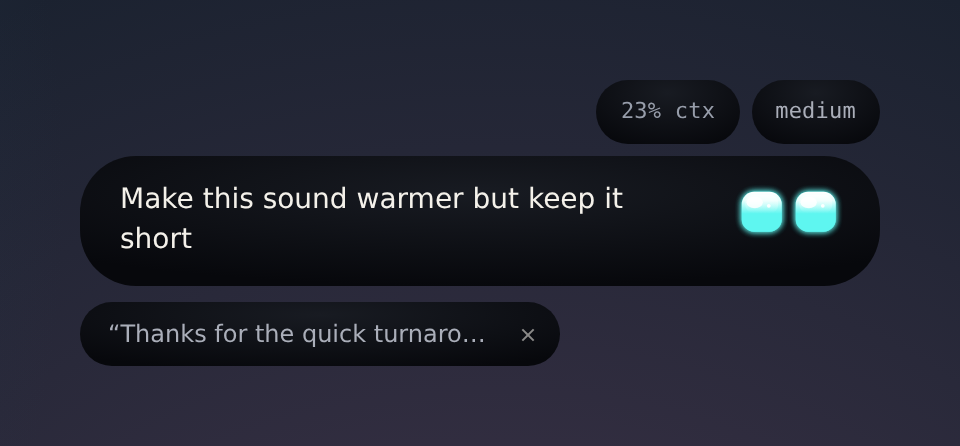 23% ctx
medium
Make this sound warmer but keep it
short
“Thanks for the quick turnaro… ×